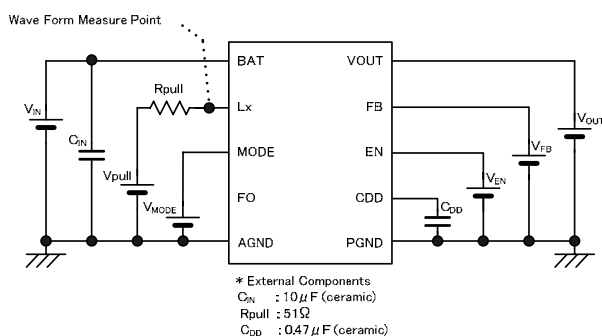 Wave Form Measure Point
BAT
VOUT
Rpull
Lx
FB
VIN
VOUT
CIN
MODE
EN
VFB
Vpull
VEN
VMODE
FO
CDD
CDD
AGND
PGND
* External Components
CIN : 10μF (ceramic)
Rpull : 51Ω
CDD : 0.47μF (ceramic)